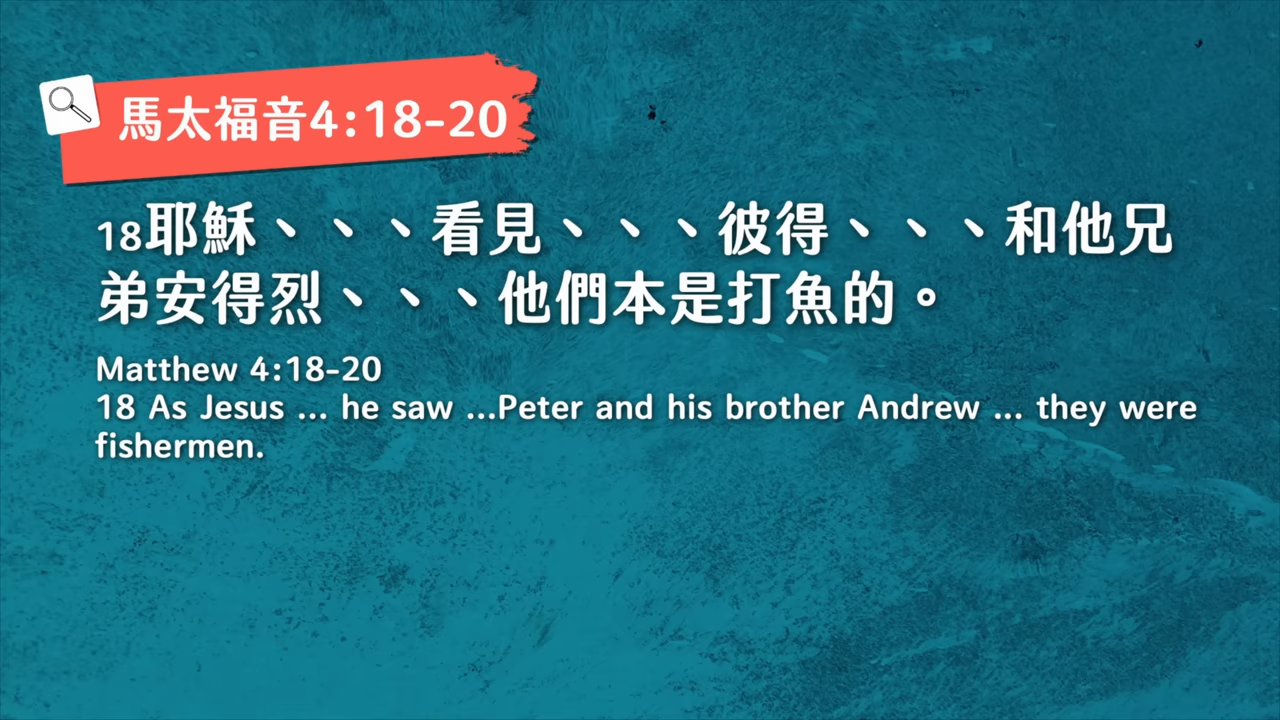 馬太福音4:18-20
18耶穌、、、看見、、、彼得、、、和他兄
弟安得烈、、、他們本是打魚的。
Matthew 4:18-20
18 As Jesus ... he saw ...Peter and his brother Andrew ... they were
fishermen.